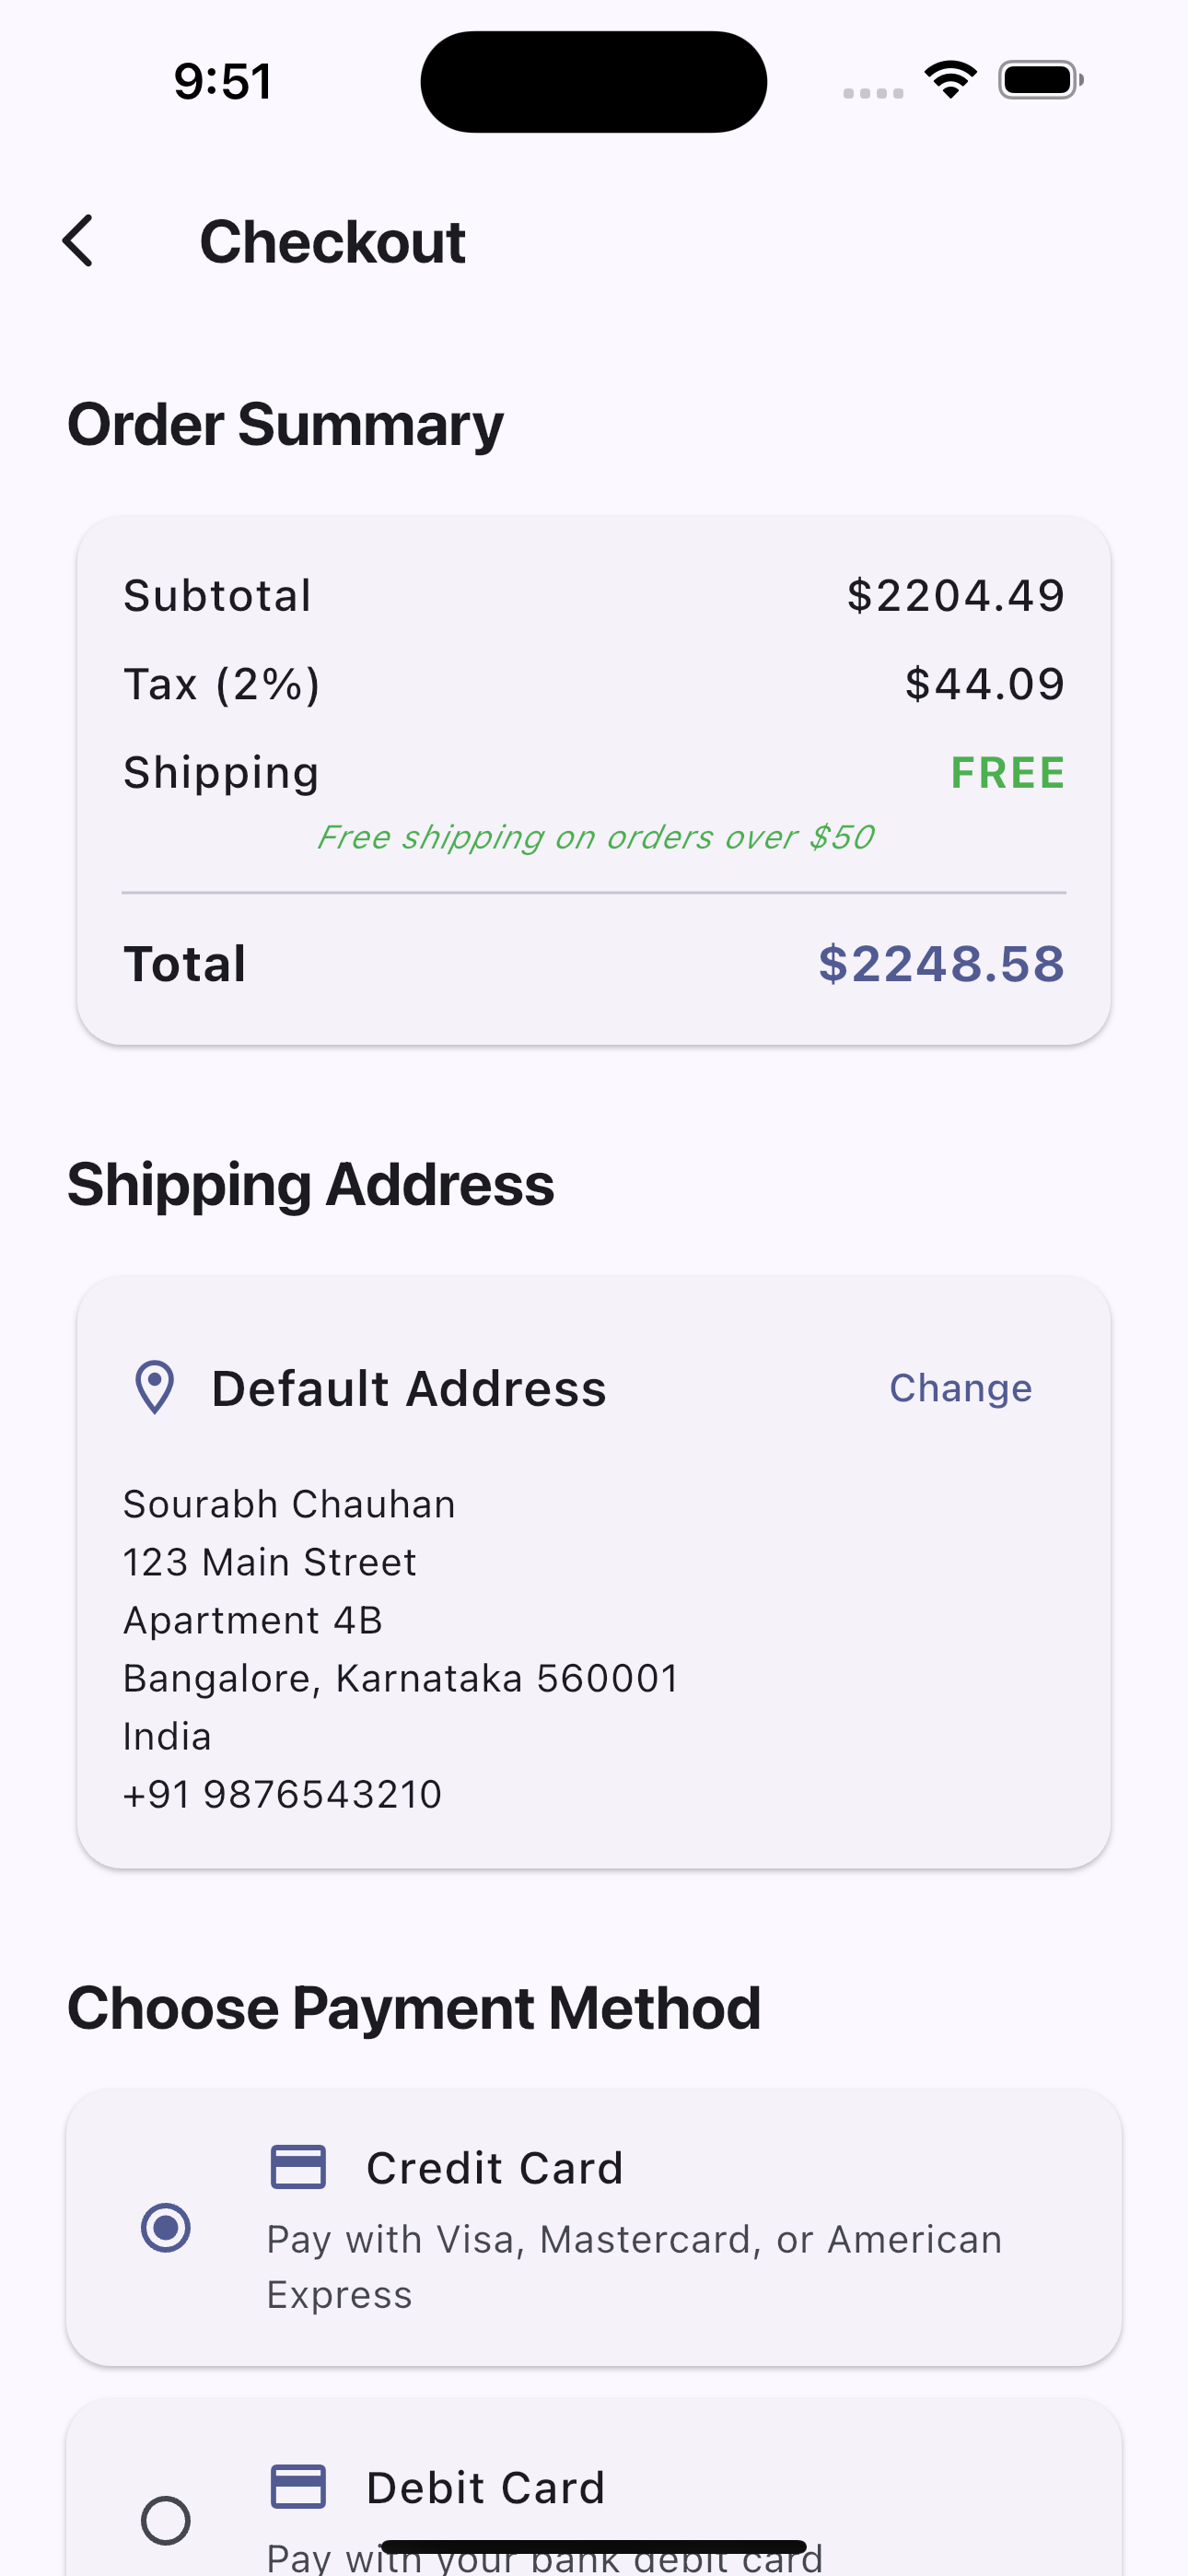 9:51
Checkout
Order Summary
Subtotal $2204.49
Tax (2%) $44.09
Shipping FREE
Free shipping on orders over $50
Total $2248.58
Shipping Address
Default Address Change
Sourabh Chauhan
123 Main Street
Apartment 4B
Bangalore, Karnataka 560001
India
+91 9876543210
Choose Payment Method
Credit Card
Pay with Visa, Mastercard, or American
Express
Debit Card
Pay with your bank debit card